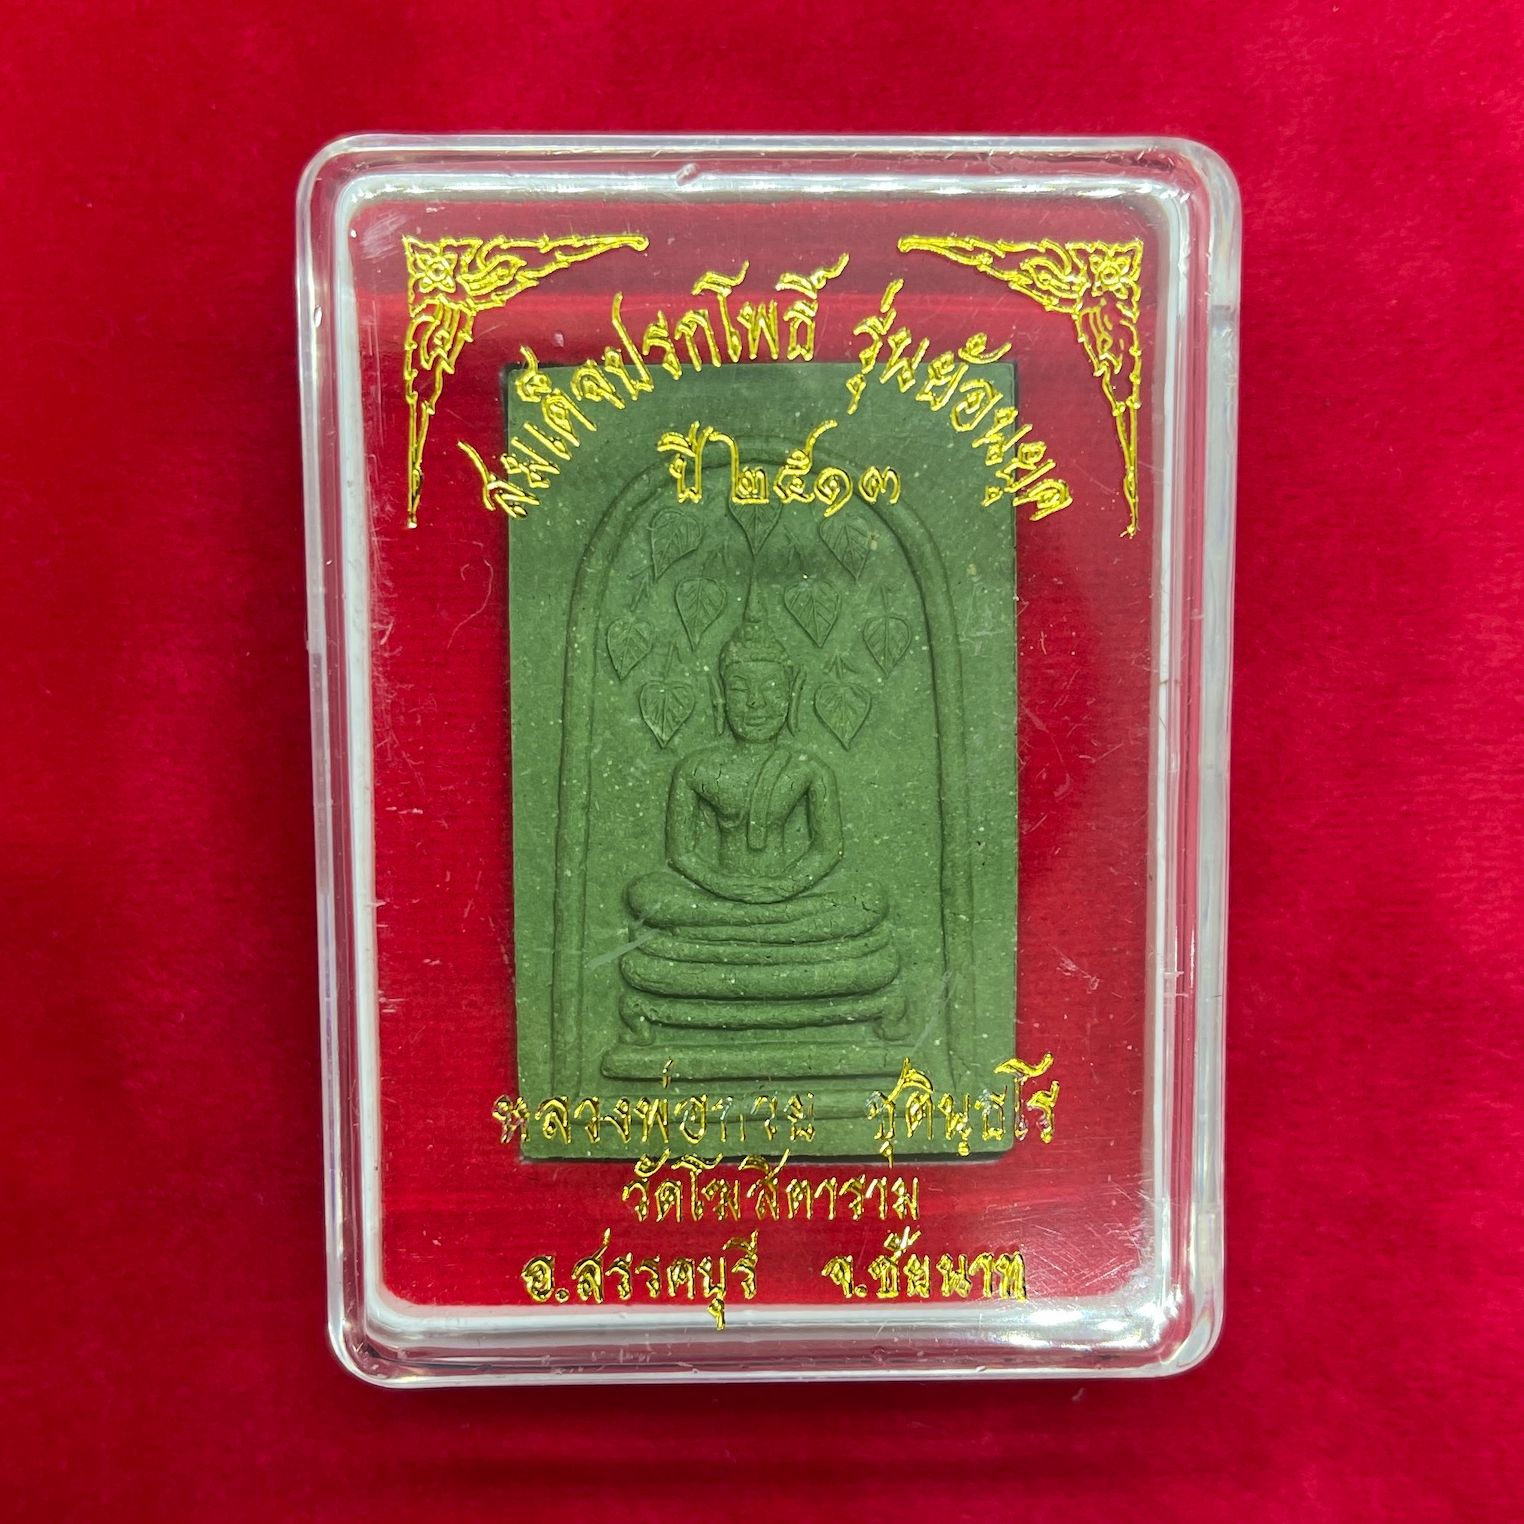 สมเด็จปรกโพธิ์ รุ่นย้อนยุค
ปี ๒๕๑๓
หลวงพ่อกวย ชุตินฺธโร
วัดโฆสิตาราม
อ.สรรคบุรี จ.ชัยนาท